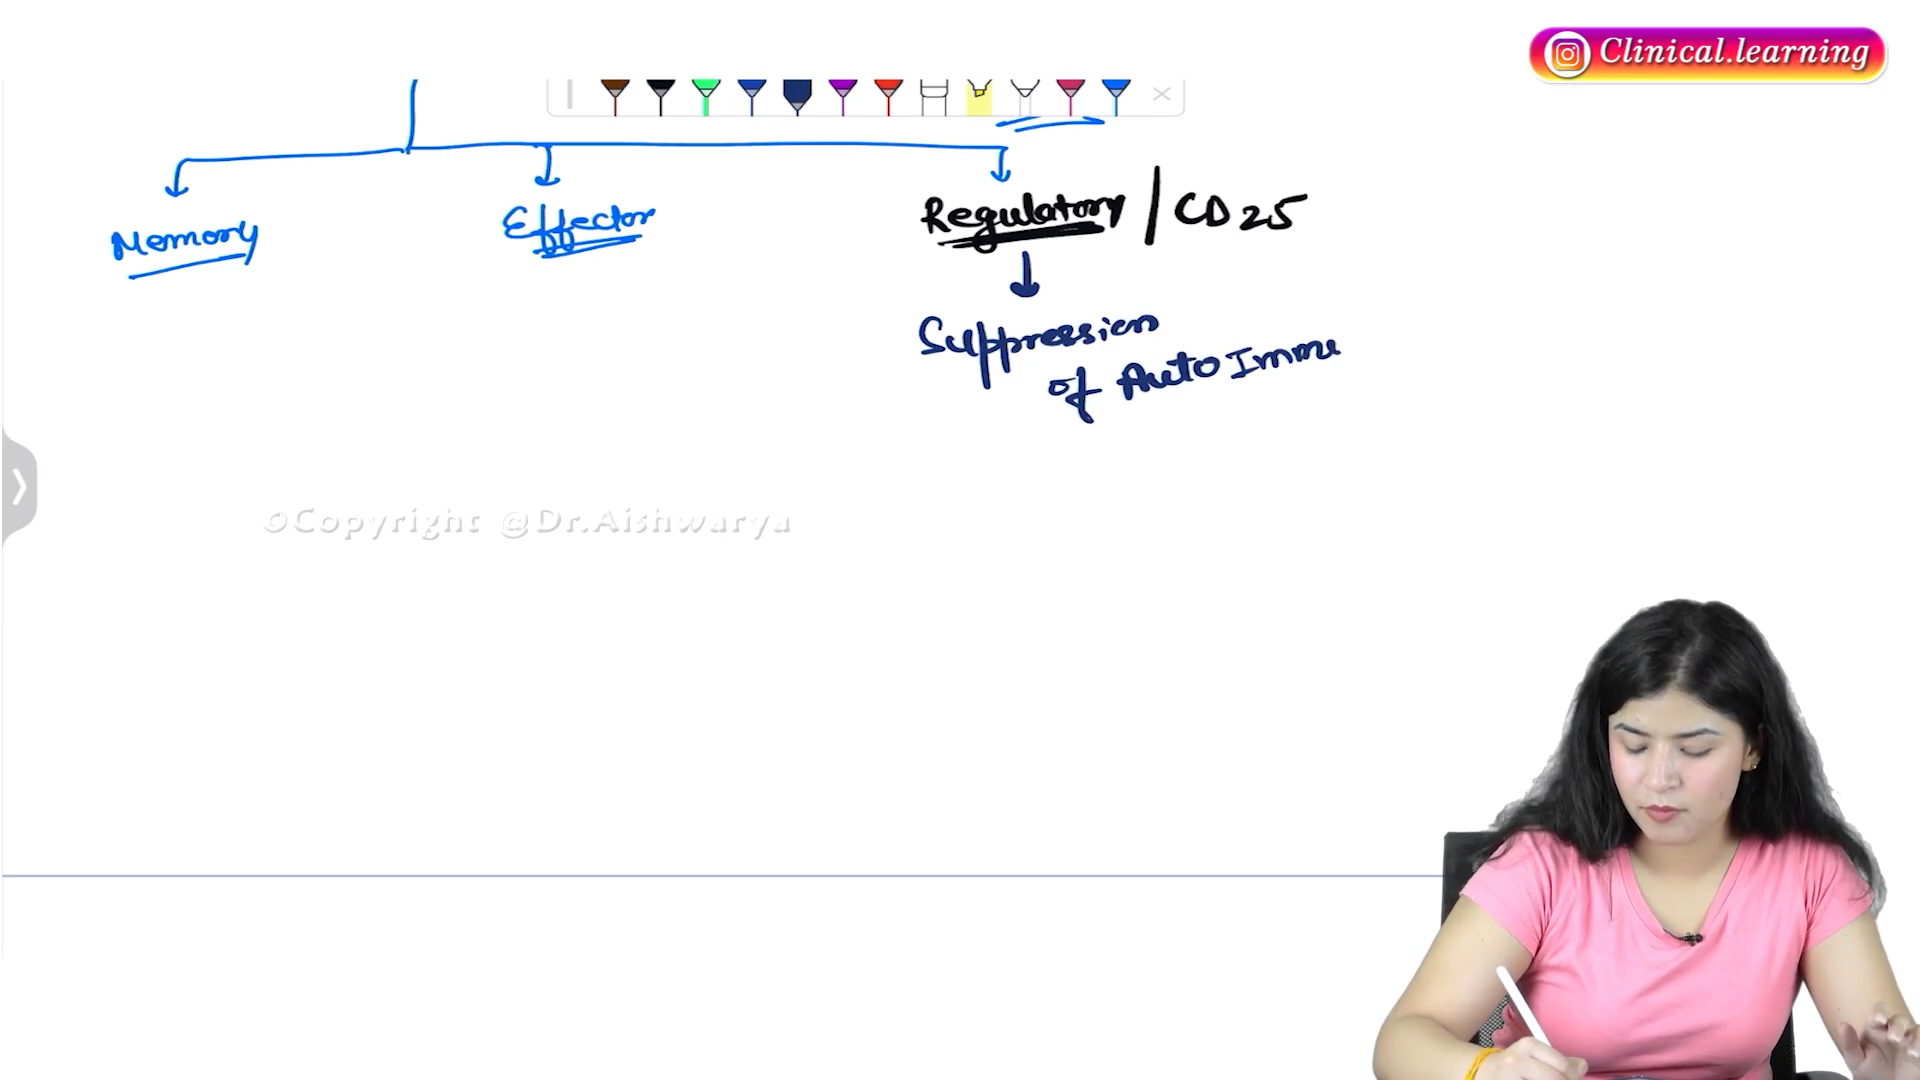 Clinical.learning
Memory
Effector
Regulatory / CD 25
Suppression
of Auto Immu
©Copyright @Dr.Aishwarya